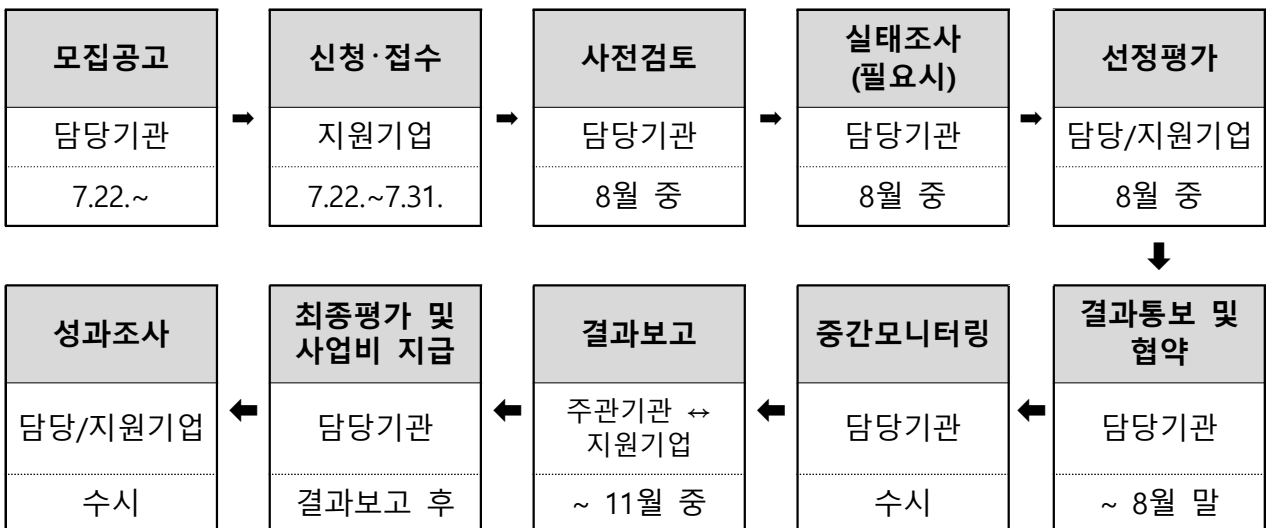 모집공고
담당기관
7.22.~
➡
신청·접수
지원기업
7.22.~7.31.
➡
사전검토
담당기관
8월 중
➡
실태조사
(필요시)
담당기관
8월 중
➡
선정평가
담당/지원기업
8월 중
⬇
결과통보 및
협약
담당기관
~ 8월 말
⬅
중간모니터링
담당기관
수시
⬅
결과보고
주관기관 ↔
지원기업
~ 11월 중
⬅
최종평가 및
사업비 지급
담당기관
결과보고 후
⬅
성과조사
담당/지원기업
수시